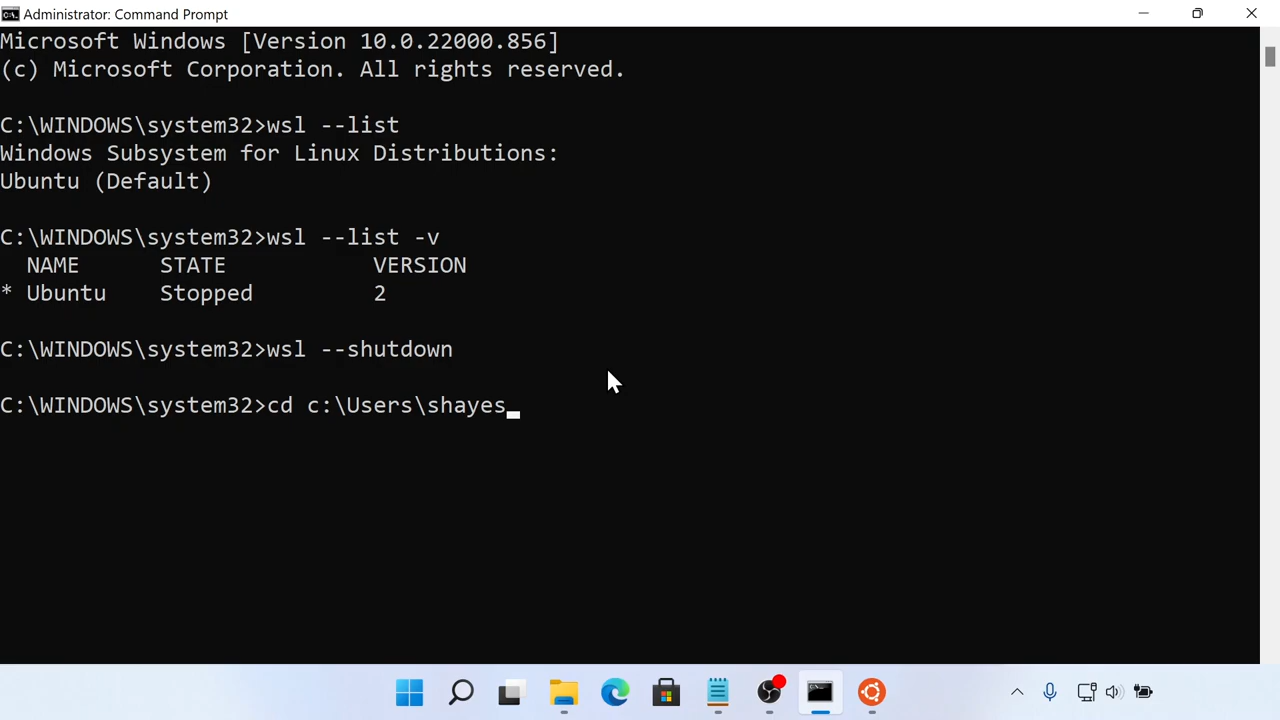 Administrator: Command Prompt
Microsoft Windows [Version 10.0.22000.856]
(c) Microsoft Corporation. All rights reserved.
C:\WINDOWS\system32>wsl --list
Windows Subsystem for Linux Distributions:
Ubuntu (Default)
C:\WINDOWS\system32>wsl --list -v
NAME STATE VERSION
* Ubuntu Stopped 2
C:\WINDOWS\system32>wsl --shutdown
C:\WINDOWS\system32>cd c:\Users\shayes